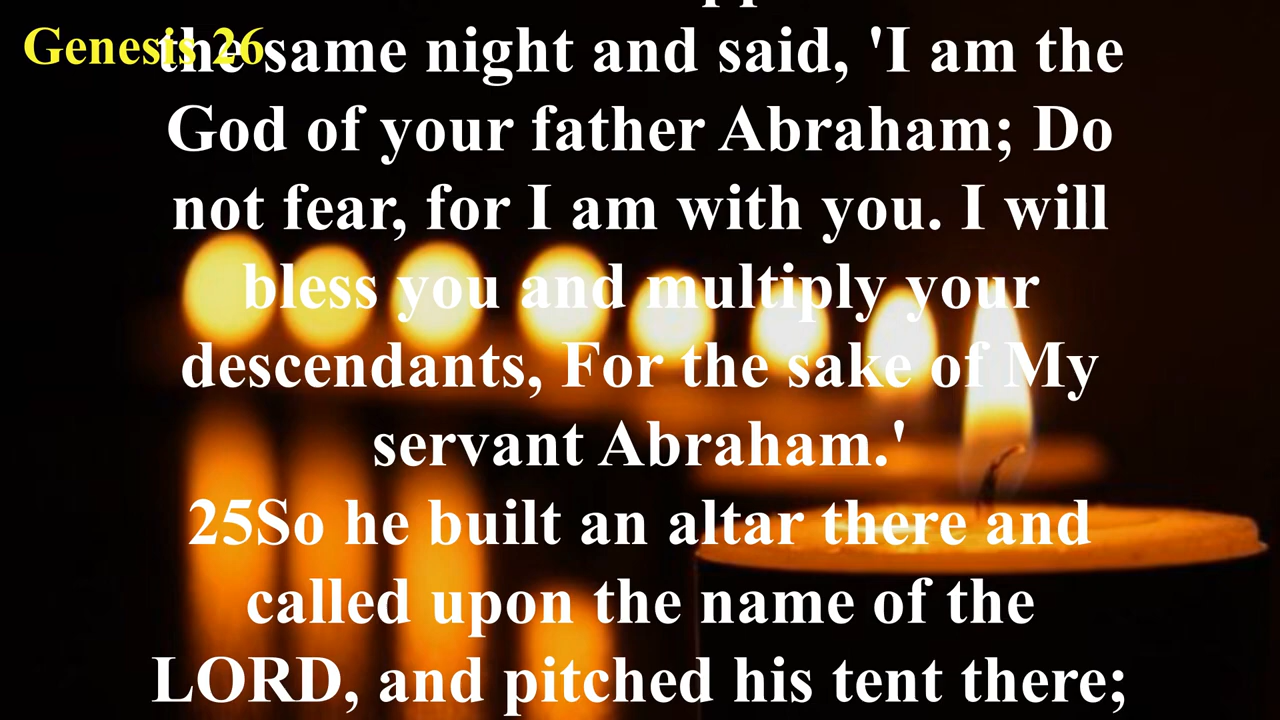 Genesis 26
the same night and said, 'I am the
God of your father Abraham; Do
not fear, for I am with you. I will
bless you and multiply your
descendants, For the sake of My
servant Abraham.'
25So he built an altar there and
called upon the name of the
LORD, and pitched his tent there;